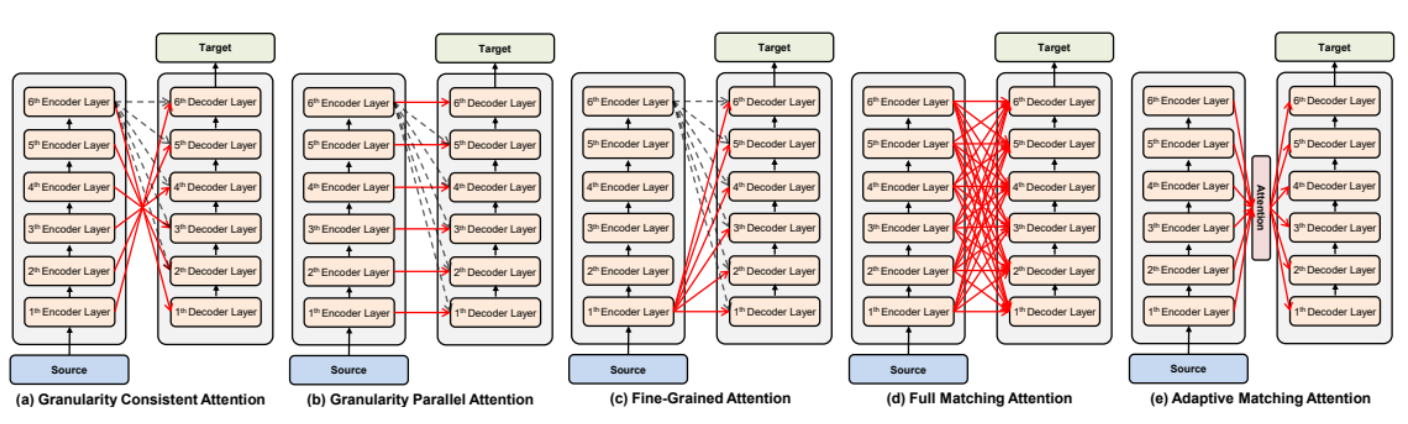 Target
6th Encoder Layer
6th Decoder Layer
5th Encoder Layer
5th Decoder Layer
4th Encoder Layer
4th Decoder Layer
3th Encoder Layer
3th Decoder Layer
2th Encoder Layer
2th Decoder Layer
1th Encoder Layer
1th Decoder Layer
Source
(a) Granularity Consistent Attention
Target
6th Encoder Layer
6th Decoder Layer
5th Encoder Layer
5th Decoder Layer
4th Encoder Layer
4th Decoder Layer
3th Encoder Layer
3th Decoder Layer
2th Encoder Layer
2th Decoder Layer
1th Encoder Layer
1th Decoder Layer
Source
(b) Granularity Parallel Attention
Target
6th Encoder Layer
6th Decoder Layer
5th Encoder Layer
5th Decoder Layer
4th Encoder Layer
4th Decoder Layer
3th Encoder Layer
3th Decoder Layer
2th Encoder Layer
2th Decoder Layer
1th Encoder Layer
1th Decoder Layer
Source
(c) Fine-Grained Attention
Target
6th Encoder Layer
6th Decoder Layer
5th Encoder Layer
5th Decoder Layer
4th Encoder Layer
4th Decoder Layer
3th Encoder Layer
3th Decoder Layer
2th Encoder Layer
2th Decoder Layer
1th Encoder Layer
1th Decoder Layer
Source
(d) Full Matching Attention
Target
6th Encoder Layer
6th Decoder Layer
5th Encoder Layer
5th Decoder Layer
4th Encoder Layer
4th Decoder Layer
Attention
3th Encoder Layer
3th Decoder Layer
2th Encoder Layer
2th Decoder Layer
1th Encoder Layer
1th Decoder Layer
Source
(e) Adaptive Matching Attention